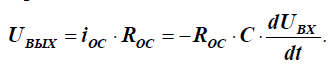 U_ВЫХ = i_ОС · R_ОС = −R_ОС · C · dU_ВХ / dt.